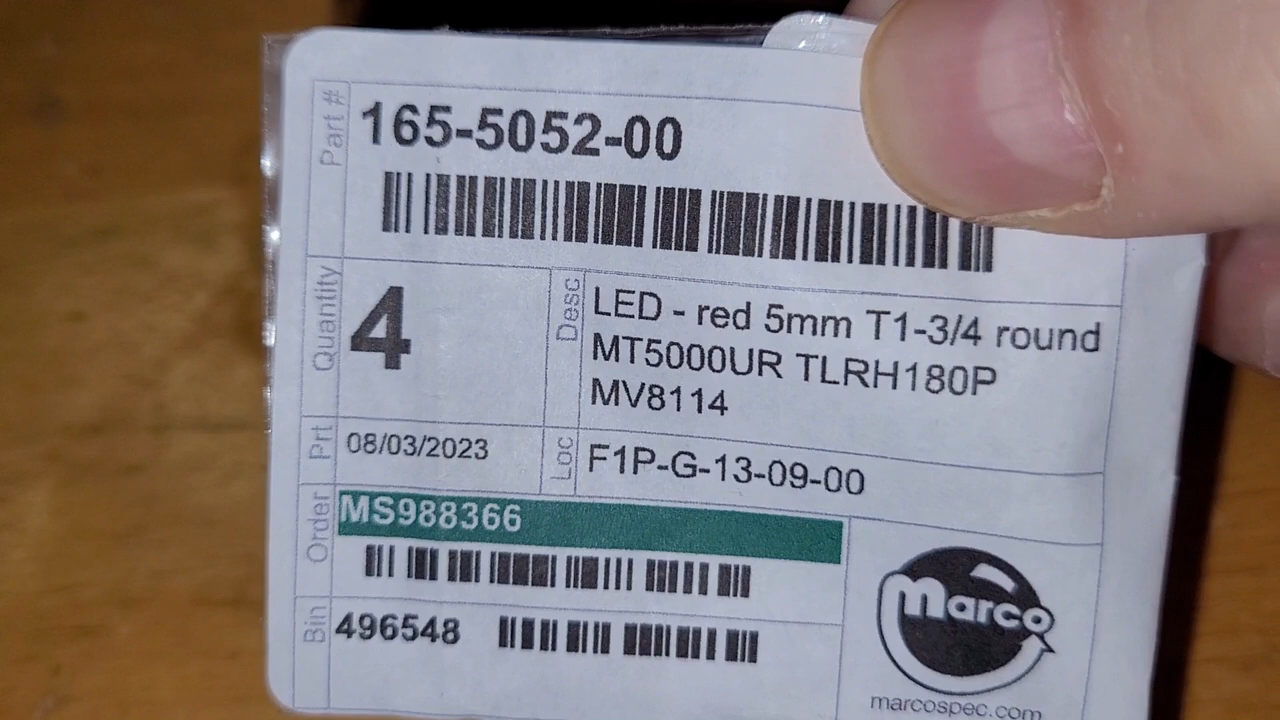 Part #
165-5052-00
Quantity
4
Desc
LED - red 5mm T1-3/4 round
MT5000UR TLRH180P
MV8114
Prt
08/03/2023
Loc
F1P-G-13-09-00
Order
MS988366
Bin
496548
marco
marcospec.com